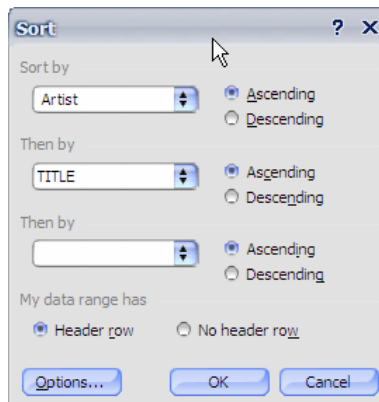 Sort ? X
Sort by
Artist
Ascending
Descending
Then by
TITLE
Ascending
Descending
Then by
Ascending
Descending
My data range has
Header row
No header row
Options...
OK
Cancel